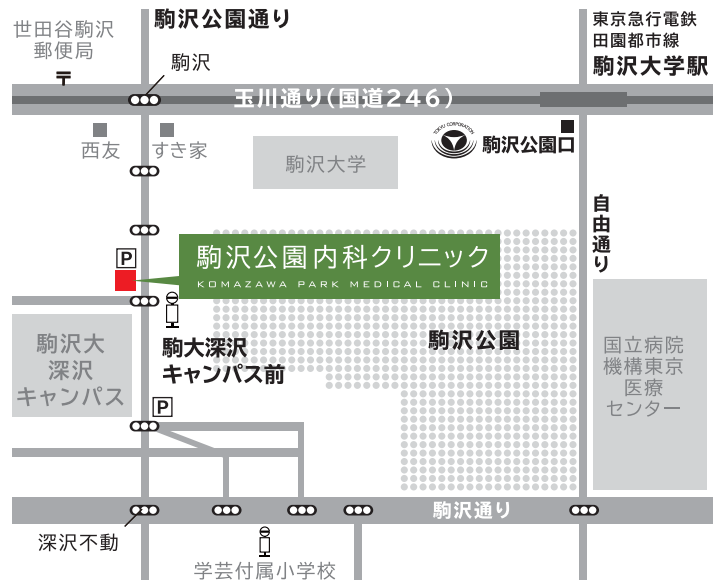 世田谷駒沢
郵便局
駒沢公園通り
駒沢
東京急行電鉄
田園都市線
駒沢大学駅
玉川通り(国道246)
西友
すき家
駒沢大学
TOKYU CORPORATION
駒沢公園口
自由通り
P
駒沢公園内科クリニック
KOMAZAWA PARK MEDICAL CLINIC
駒沢大
深沢
キャンパス
駒大深沢
キャンパス前
駒沢公園
国立病院
機構東京
医療
センター
P
駒沢通り
深沢不動
学芸付属小学校